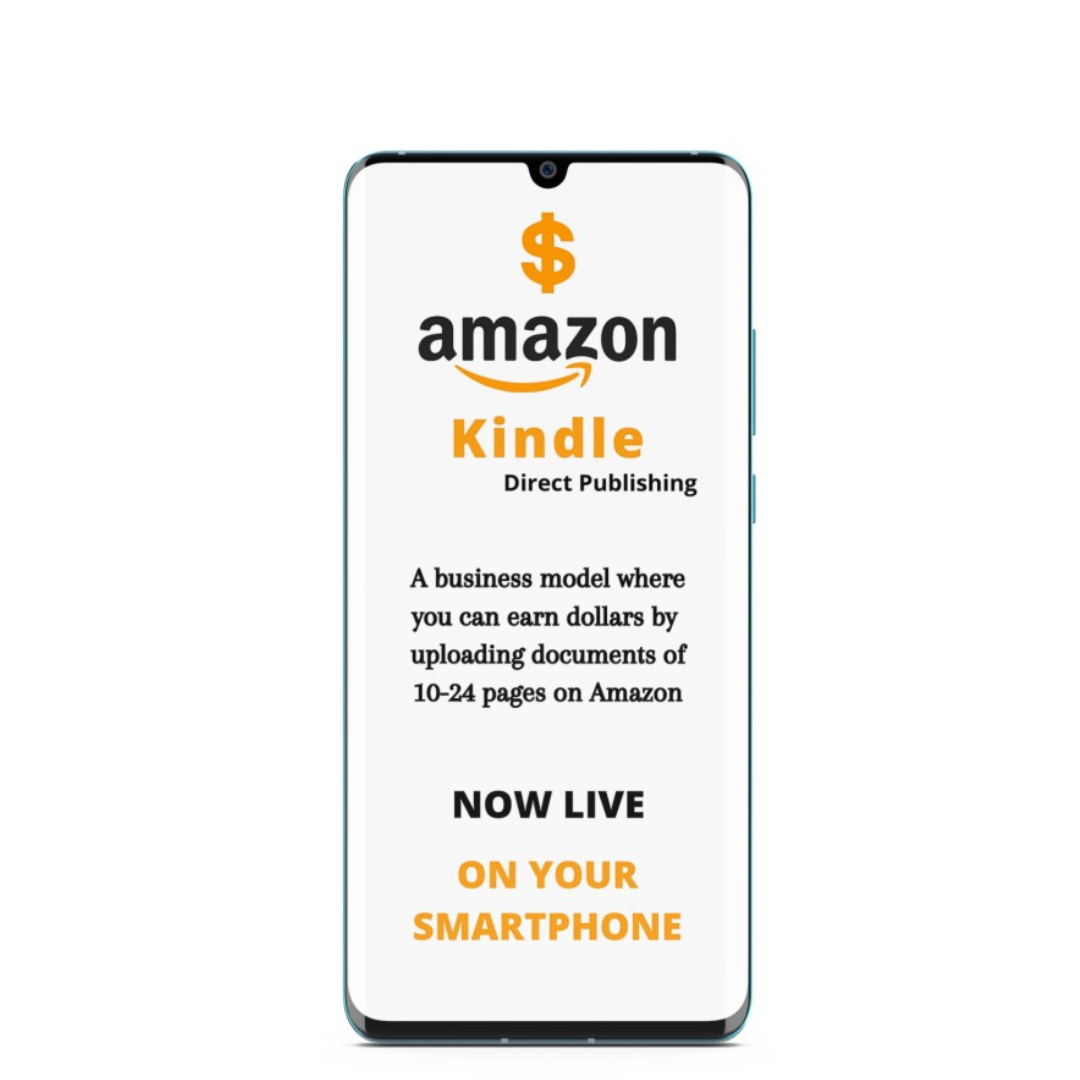 $
amazon
Kindle
Direct Publishing
A business model where
you can earn dollars by
uploading documents of
10-24 pages on Amazon
NOW LIVE
ON YOUR
SMARTPHONE